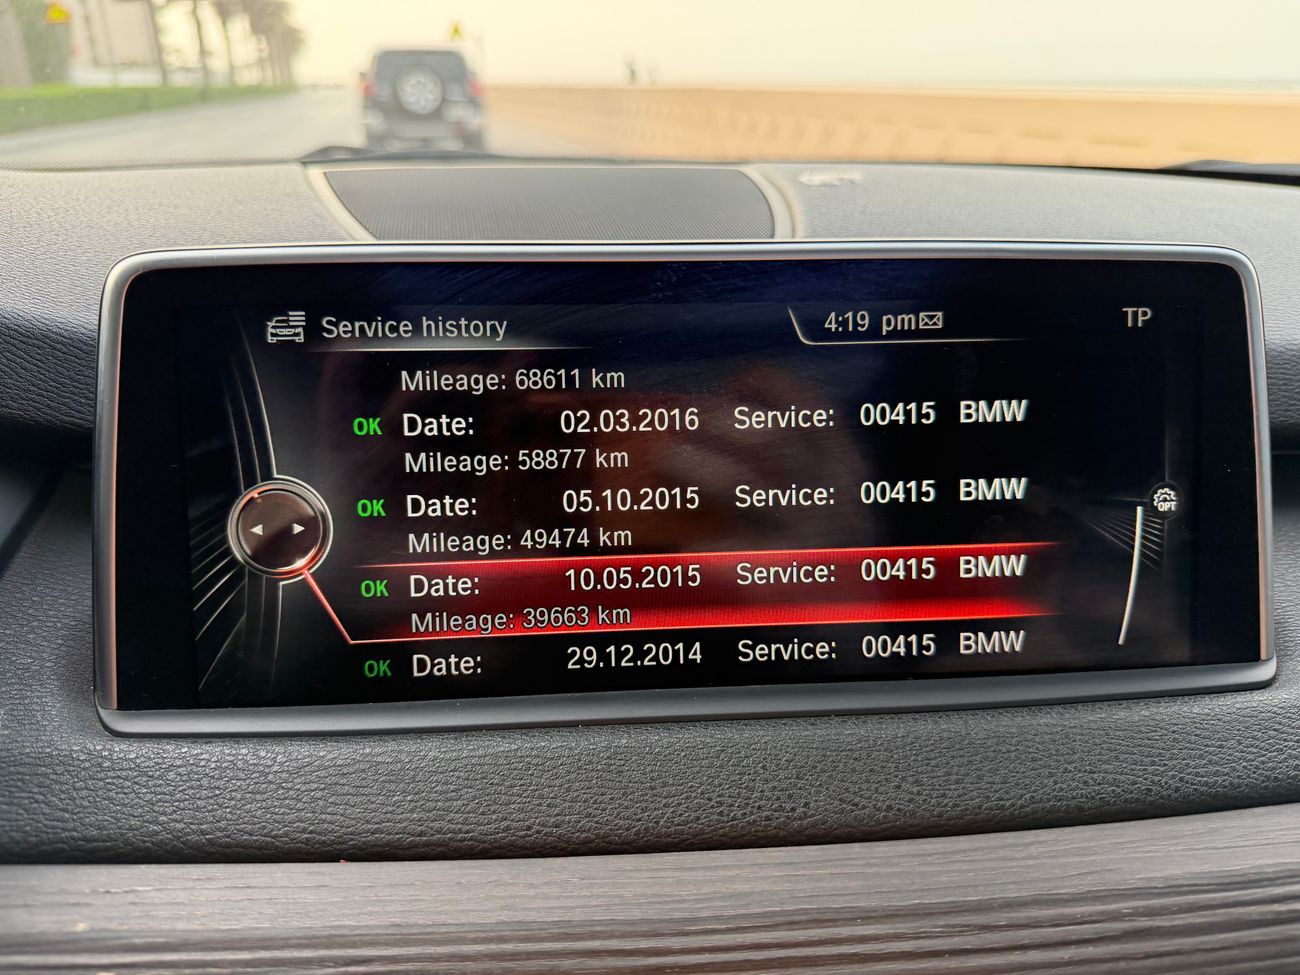 Service history 4:19 pm TP
Mileage: 68611 km
OK Date: 02.03.2016 Service: 00415 BMW
Mileage: 58877 km
OK Date: 05.10.2015 Service: 00415 BMW
Mileage: 49474 km
OPT
OK Date: 10.05.2015 Service: 00415 BMW
Mileage: 39663 km
OK Date: 29.12.2014 Service: 00415 BMW